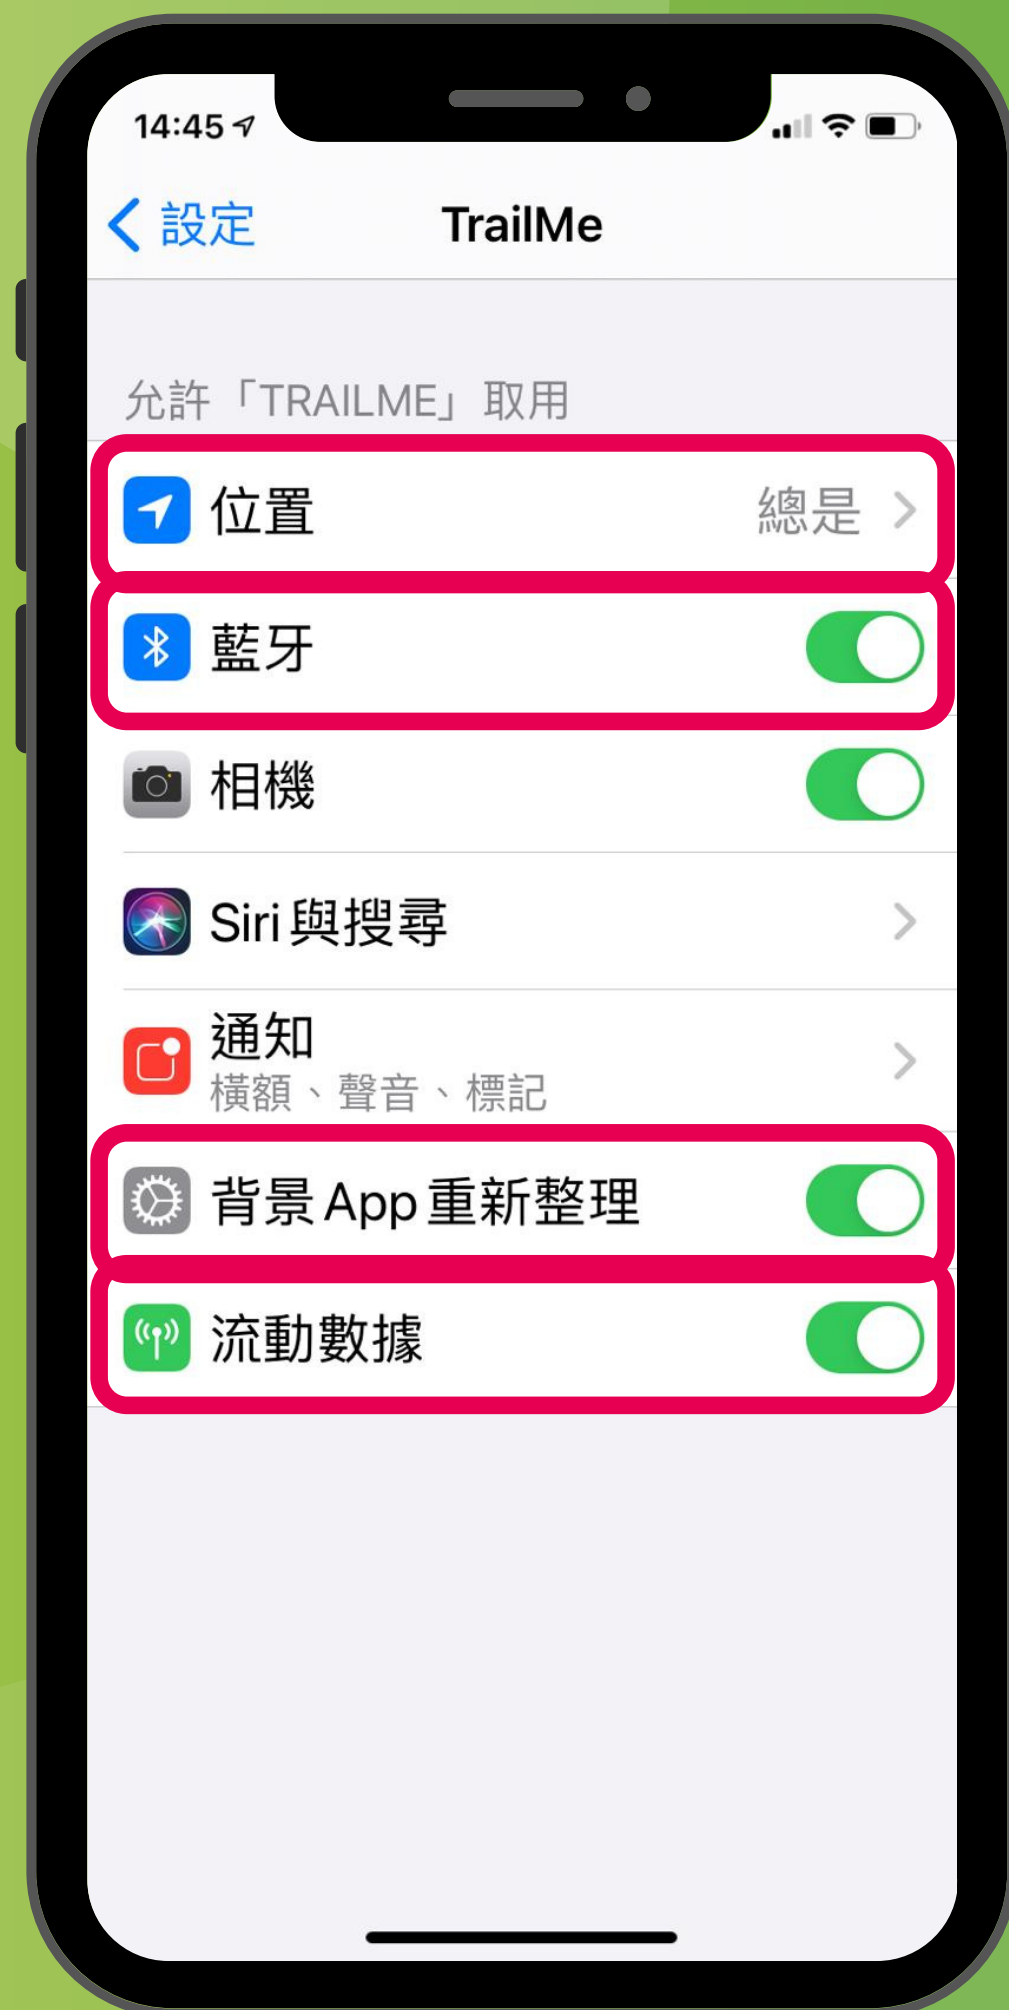 14:45
設定
TrailMe
允許「TRAILME」取用
位置 總是
藍牙
相機
Siri與搜尋
通知
橫額、聲音、標記
背景App重新整理
流動數據